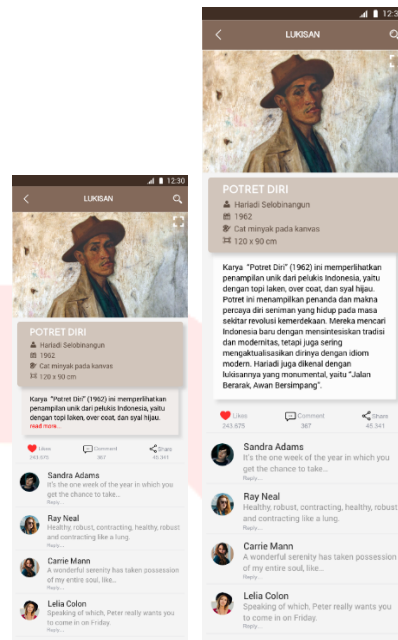 12:30
LUKISAN
POTRET DIRI
Hariadi Selobinangun
1962
Cat minyak pada kanvas
120 x 90 cm
Karya "Potret Diri" (1962) ini memperlihatkan
penampilan unik dari pelukis Indonesia, yaitu
dengan topi laken, over coat, dan syal hijau.
read more...
Likes Comment Share
243.675 367 45.341
Sandra Adams
It's the one week of the year in which you
get the chance to take...
Reply...
Ray Neal
Healthy, robust, contracting, healthy, robust
and contracting like a lung.
Reply...
Carrie Mann
A wonderful serenity has taken possession
of my entire soul, like...
Reply...
Lelia Colon
Speaking of which, Peter really wants you
to come in on Friday.
Reply...
12:3
LUKISAN
POTRET DIRI
Hariadi Selobinangun
1962
Cat minyak pada kanvas
120 x 90 cm
Karya "Potret Diri" (1962) ini memperlihatkan
penampilan unik dari pelukis Indonesia, yaitu
dengan topi laken, over coat, dan syal hijau.
Potret ini menampilkan penanda dan makna
percaya diri seniman yang hidup pada masa
sekitar revolusi kemerdekaan. Mereka mencari
Indonesia baru dengan mensintesiskan tradisi
dan modernitas, tetapi juga sering
mengaktualisasikan dirinya dengan idiom
modern. Hariadi juga dikenal dengan
lukisannya yang monumental, yaitu "Jalan
Berarak, Awan Bersimpang".
Likes Comment Share
243.675 367 45.341
Sandra Adams
It's the one week of the year in which you
get the chance to take...
Reply...
Ray Neal
Healthy, robust, contracting, healthy, robust
and contracting like a lung.
Reply...
Carrie Mann
A wonderful serenity has taken possession
of my entire soul, like...
Reply...
Lelia Colon
Speaking of which, Peter really wants you
to come in on Friday.
Reply...